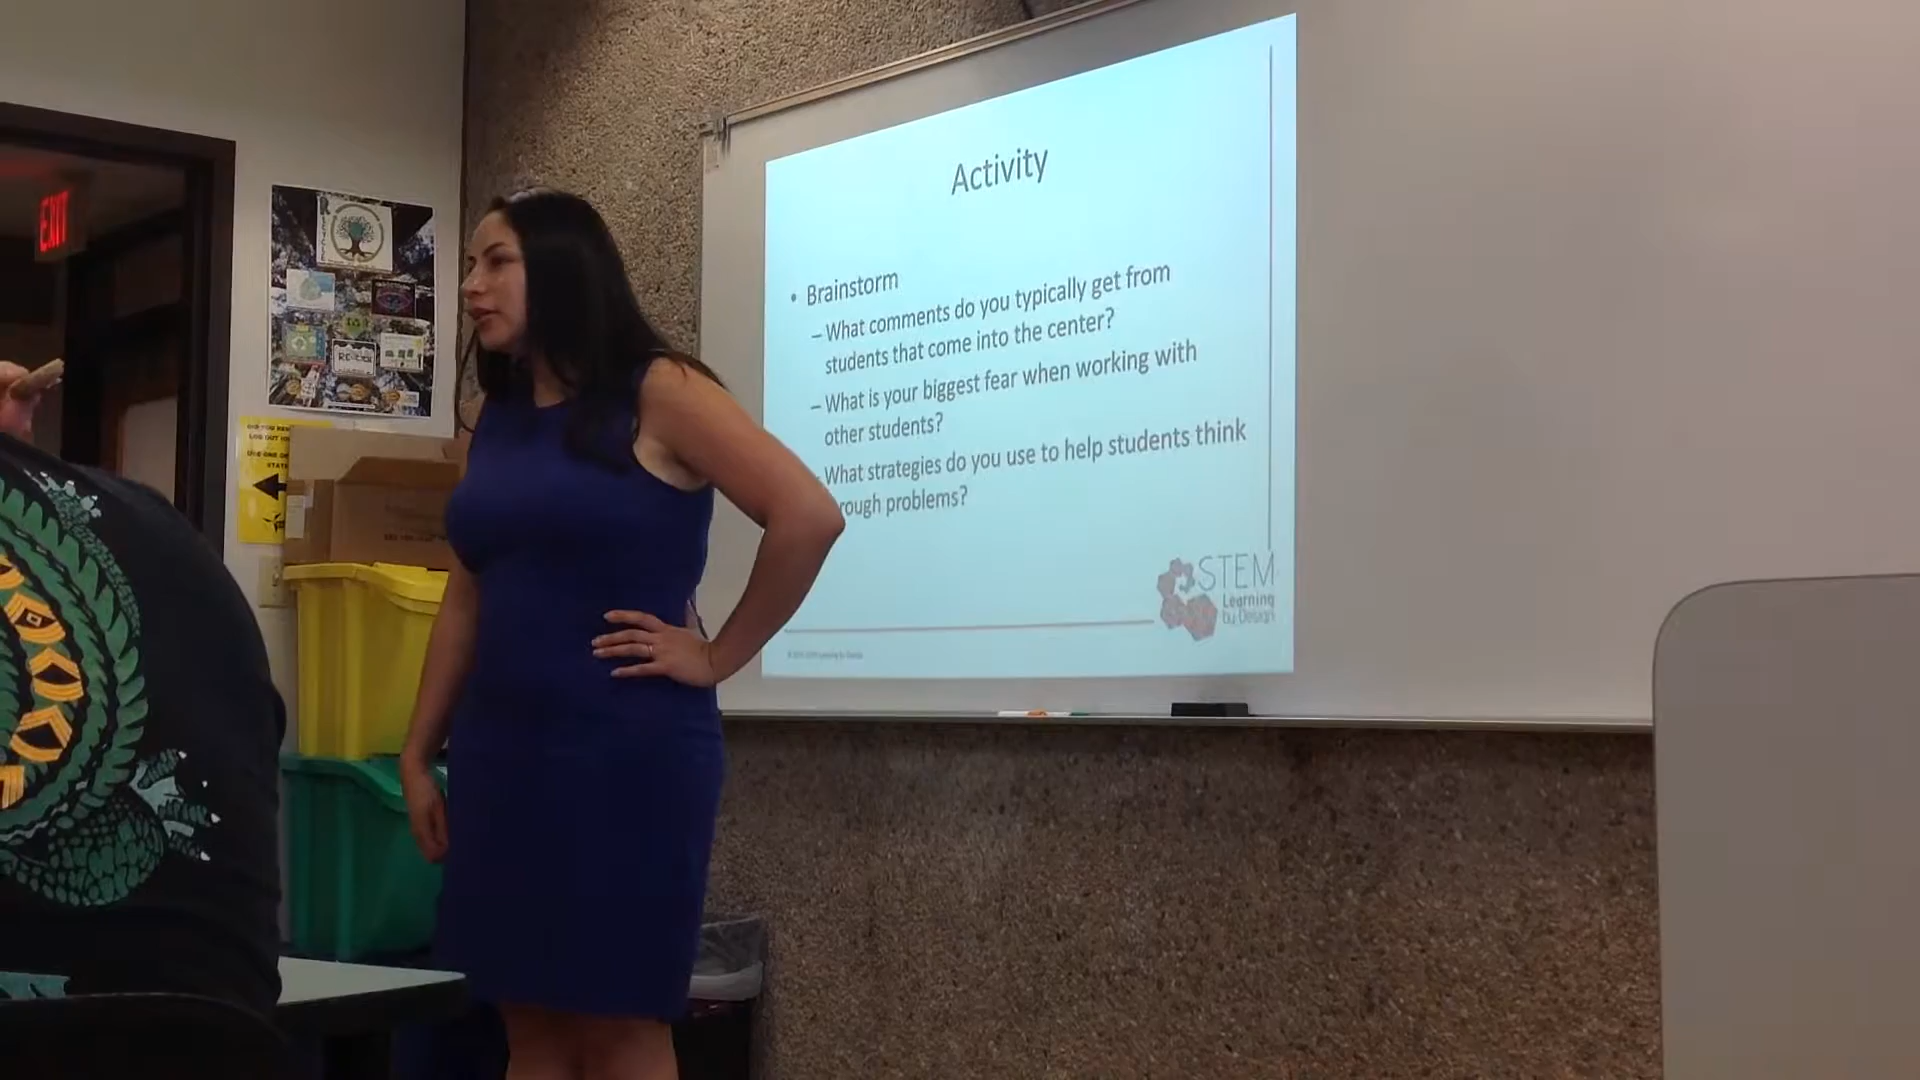 EXIT
Activity
• Brainstorm
– What comments do you typically get from
students that come into the center?
– What is your biggest fear when working with
other students?
What strategies do you use to help students think
rough problems?
STEM
Learning
by Design
LOG OUT